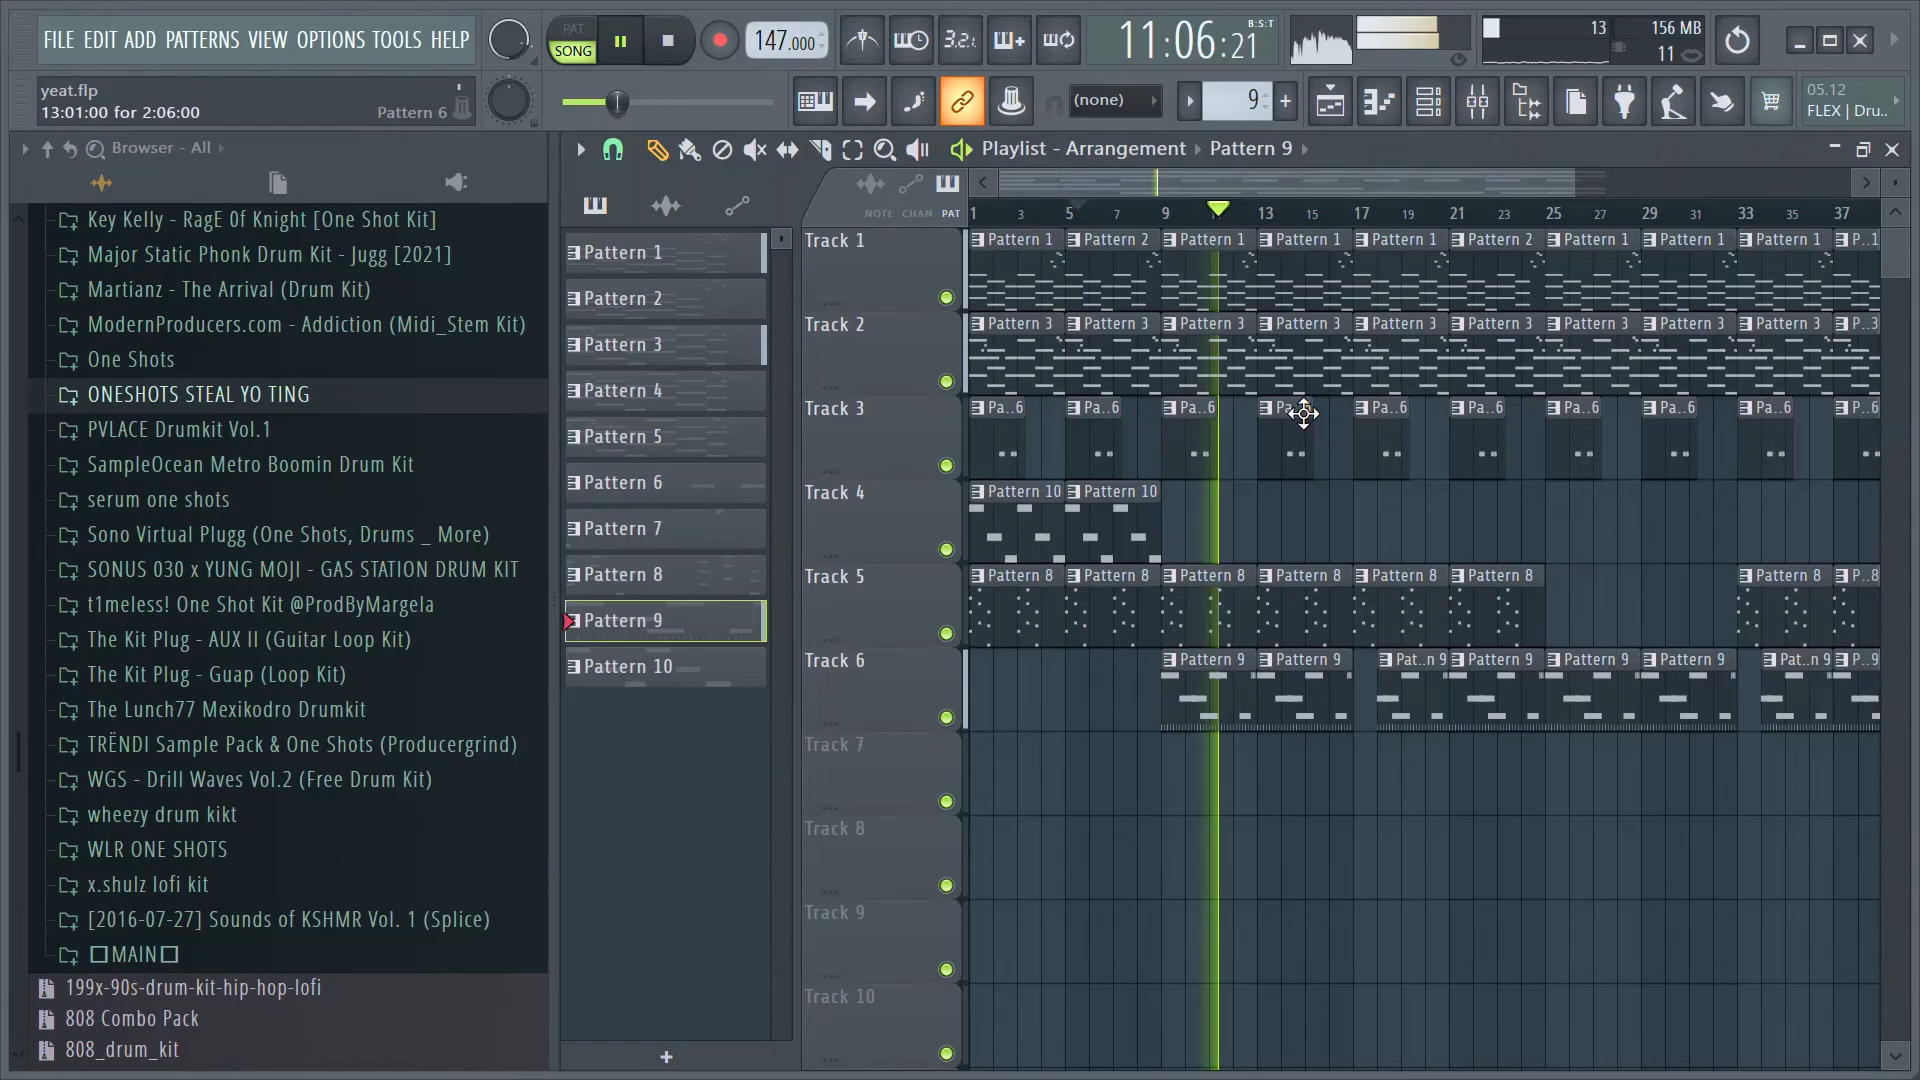 FILE EDIT ADD PATTERNS VIEW OPTIONS TOOLS HELP
PAT
SONG
147.000
3.2.
11:06:21
B:S:T
13
156 MB
11
yeat.flp
13:01:00 for 2:06:00
Pattern 6
(none)
9
05.12
FLEX | Dru..
Browser - All
Playlist - Arrangement
Pattern 9
Key Kelly - RagE 0f Knight [One Shot Kit]
Major Static Phonk Drum Kit - Jugg [2021]
Martianz - The Arrival (Drum Kit)
ModernProducers.com - Addiction (Midi_Stem Kit)
One Shots
ONESHOTS STEAL YO TING
PVLACE Drumkit Vol.1
SampleOcean Metro Boomin Drum Kit
serum one shots
Sono Virtual Plugg (One Shots, Drums _ More)
SONUS 030 x YUNG MOJI - GAS STATION DRUM KIT
t1meless! One Shot Kit @ProdByMargela
The Kit Plug - AUX II (Guitar Loop Kit)
The Kit Plug - Guap (Loop Kit)
The Lunch77 Mexikodro Drumkit
TRËNDI Sample Pack & One Shots (Producergrind)
WGS - Drill Waves Vol.2 (Free Drum Kit)
wheezy drum kikt
WLR ONE SHOTS
x.shulz lofi kit
[2016-07-27] Sounds of KSHMR Vol. 1 (Splice)
MAIN
199x-90s-drum-kit-hip-hop-lofi
808 Combo Pack
808_drum_kit
Pattern 1
Pattern 2
Pattern 3
Pattern 4
Pattern 5
Pattern 6
Pattern 7
Pattern 8
Pattern 9
Pattern 10
+
NOTE CHAN PAT
1 3 5 7 9 13 15 17 19 21 23 25 27 29 31 33 35 37
Track 1
Pattern 1 Pattern 2 Pattern 1 Pattern 1 Pattern 1 Pattern 2 Pattern 1 Pattern 1 Pattern 1 P..1
Track 2
Pattern 3 Pattern 3 Pattern 3 Pattern 3 Pattern 3 Pattern 3 Pattern 3 Pattern 3 Pattern 3 P..3
Track 3
Pa..6 Pa..6 Pa..6 Pa..6 Pa..6 Pa..6 Pa..6 Pa..6 P..6
Track 4
Pattern 10 Pattern 10
Track 5
Pattern 8 Pattern 8 Pattern 8 Pattern 8 Pattern 8 Pattern 8 Pattern 8 P..8
Track 6
Pattern 9 Pattern 9 Pat..n 9 Pattern 9 Pattern 9 Pattern 9 Pat..n 9 P..9
Track 7
Track 8
Track 9
Track 10